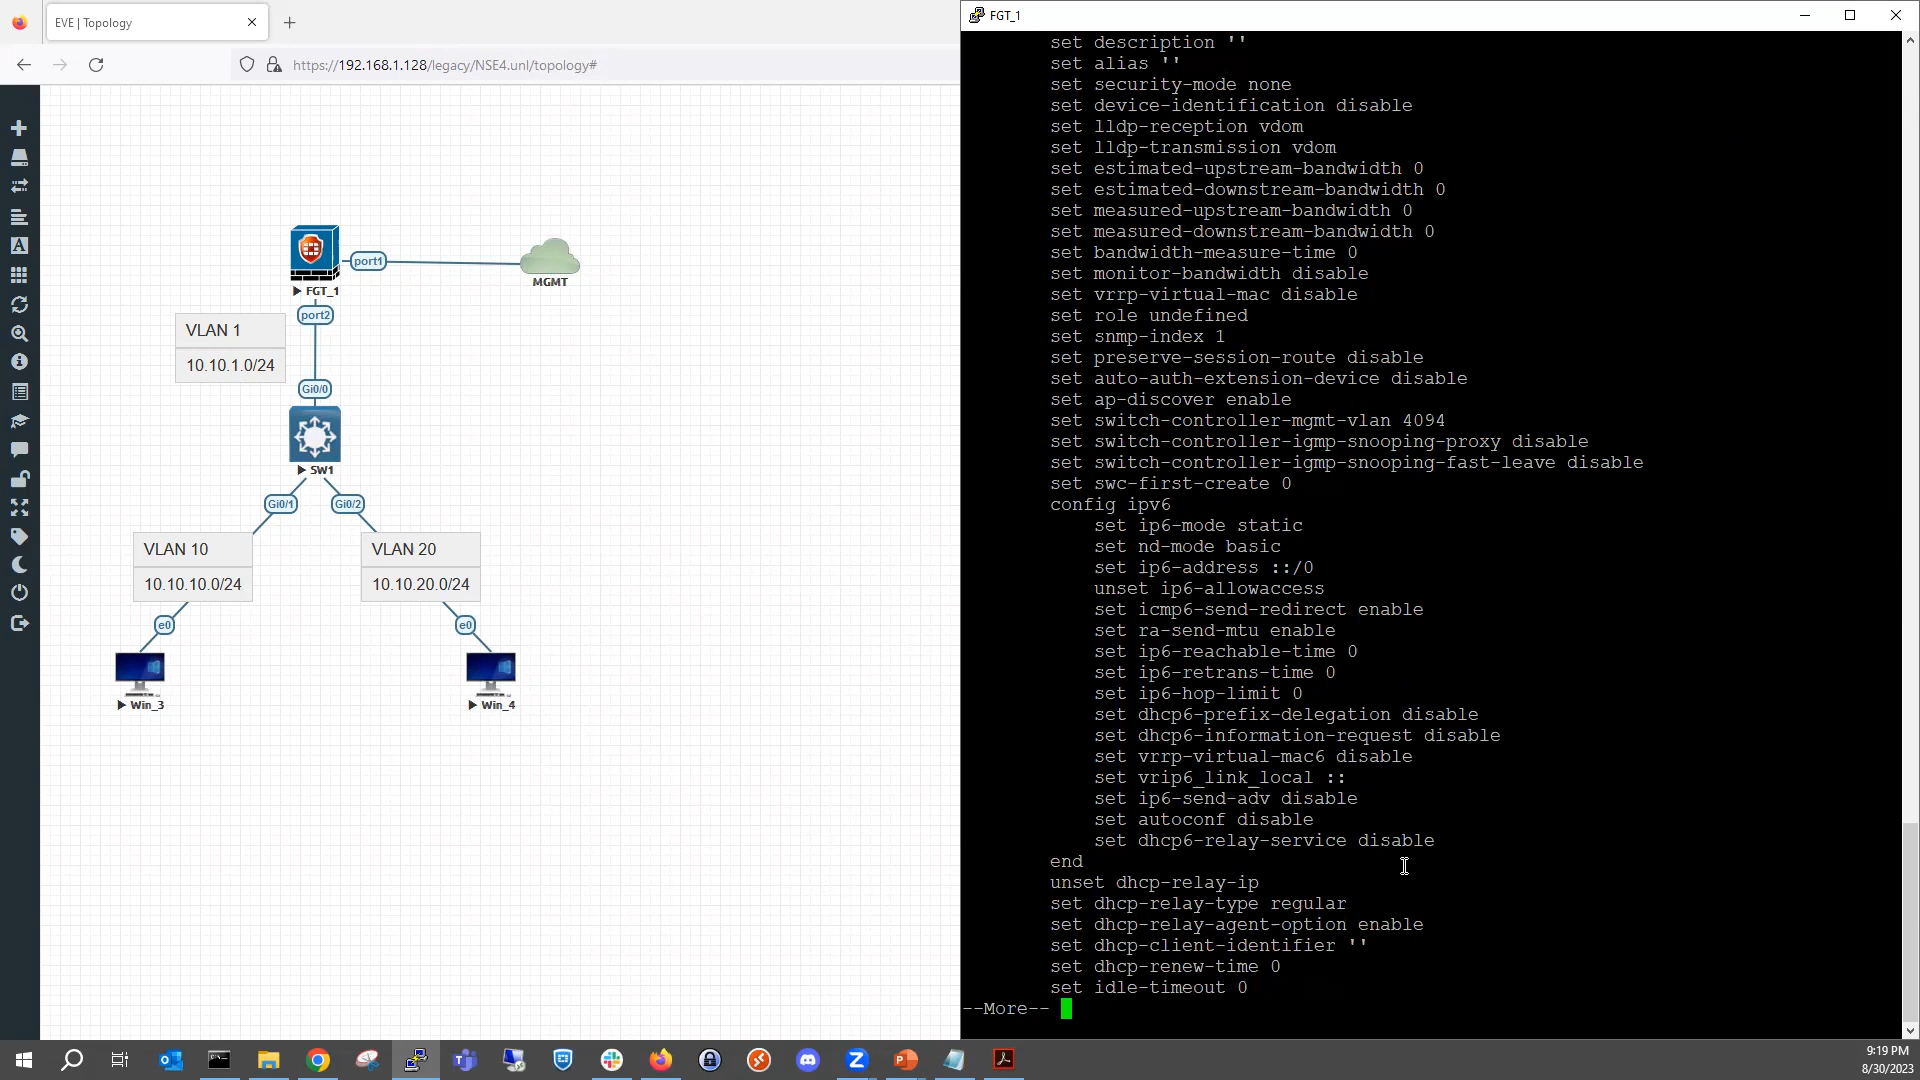 EVE | Topology
https://192.168.1.128/legacy/NSE4.unl/topology#
port1
MGMT
FGT_1
port2
VLAN 1
10.10.1.0/24
Gi0/0
SW1
Gi0/1
Gi0/2
VLAN 10
10.10.10.0/24
VLAN 20
10.10.20.0/24
e0
e0
Win_3
Win_4
FGT_1
set description ''
set alias ''
set security-mode none
set device-identification disable
set lldp-reception vdom
set lldp-transmission vdom
set estimated-upstream-bandwidth 0
set estimated-downstream-bandwidth 0
set measured-upstream-bandwidth 0
set measured-downstream-bandwidth 0
set bandwidth-measure-time 0
set monitor-bandwidth disable
set vrrp-virtual-mac disable
set role undefined
set snmp-index 1
set preserve-session-route disable
set auto-auth-extension-device disable
set ap-discover enable
set switch-controller-mgmt-vlan 4094
set switch-controller-igmp-snooping-proxy disable
set switch-controller-igmp-snooping-fast-leave disable
set swc-first-create 0
config ipv6
set ip6-mode static
set nd-mode basic
set ip6-address ::/0
unset ip6-allowaccess
set icmp6-send-redirect enable
set ra-send-mtu enable
set ip6-reachable-time 0
set ip6-retrans-time 0
set ip6-hop-limit 0
set dhcp6-prefix-delegation disable
set dhcp6-information-request disable
set vrrp-virtual-mac6 disable
set vrip6_link_local ::
set ip6-send-adv disable
set autoconf disable
set dhcp6-relay-service disable
end
unset dhcp-relay-ip
set dhcp-relay-type regular
set dhcp-relay-agent-option enable
set dhcp-client-identifier ''
set dhcp-renew-time 0
set idle-timeout 0
--More--
9:19 PM
8/30/2023